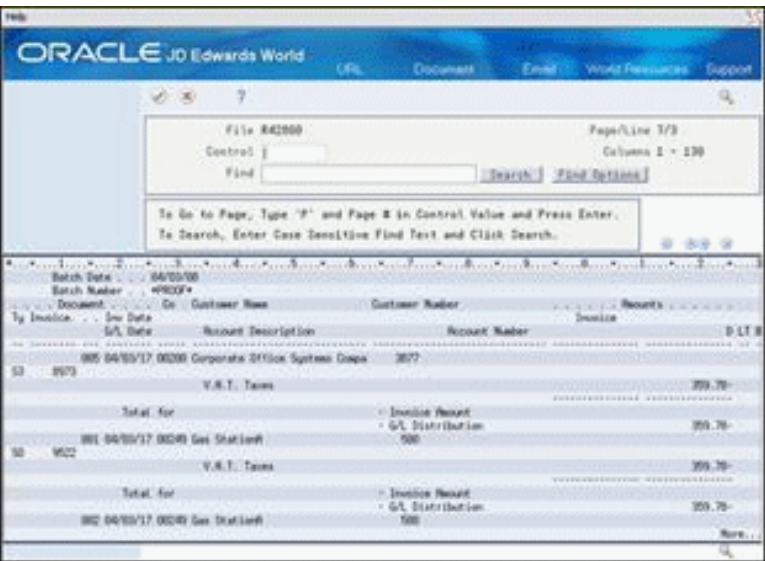 Help
ORACLE JD Edwards World
URL Document Email World Resources Support
?
File R42800 Page/Line 7/3
Control Columns 1 - 130
Find Search Find Options
To Go to Page, Type 'P' and Page # in Control Value and Press Enter.
To Search, Enter Case Sensitive Find Text and Click Search.
Batch Date . . . 04/03/08
Batch Number . . *PROOF*
. . . . . Document . . . . . Co Customer Name Customer Number . . . . . . Amounts . . . . . .
Ty Invoice. . . Inv Date Invoice
G/L Date Account Description Account Number D LT
005 04/03/17 00200 Corporate Office Systems Compa 3077
8973
V.A.T. Taxes 359.70-
Total for - Invoice Amount
- G/L Distribution 359.70-
001 04/03/17 00249 Gas StationR 500
SO 9522
V.A.T. Taxes 359.70-
Total for - Invoice Amount
- G/L Distribution 359.70-
002 04/03/17 00249 Gas StationR 500
More...